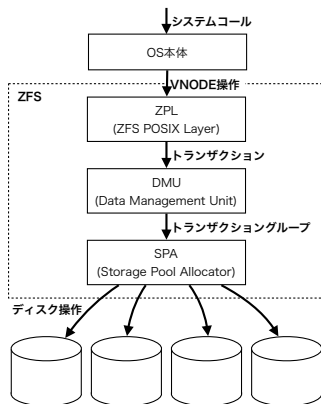 システムコール
OS本体
VNODE操作
ZFS
ZPL
(ZFS POSIX Layer)
トランザクション
DMU
(Data Management Unit)
トランザクショングループ
SPA
(Storage Pool Allocator)
ディスク操作